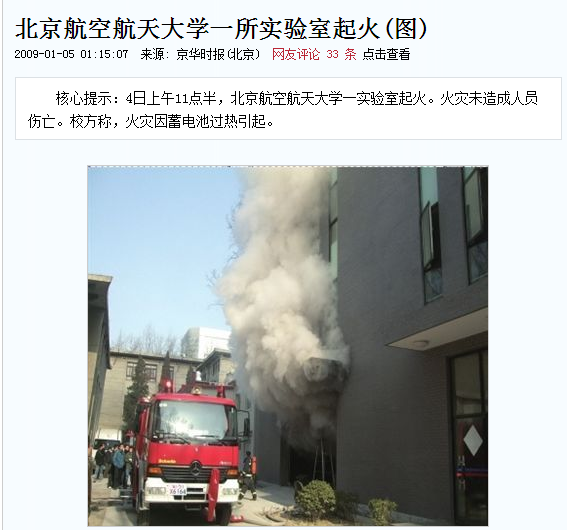 北京航空航天大学一所实验室起火(图)
2009-01-05 01:15:07 来源: 京华时报(北京) 网友评论 33 条 点击查看
核心提示：4日上午11点半，北京航空航天大学一实验室起火。火灾未造成人员
伤亡。校方称，火灾因蓄电池过热引起。